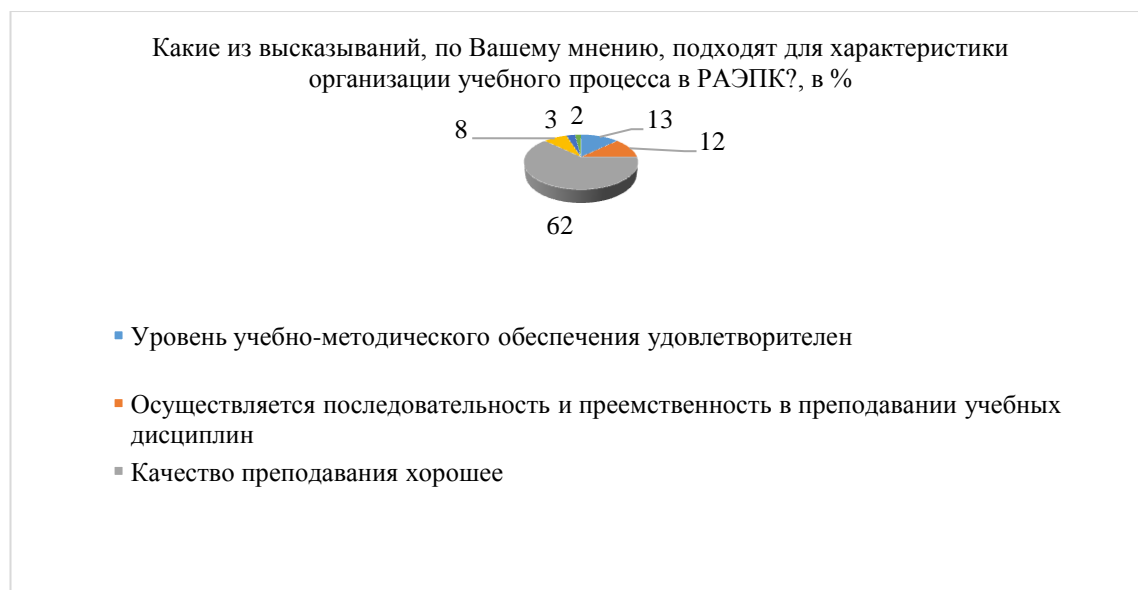 Какие из высказываний, по Вашему мнению, подходят для характеристики
организации учебного процесса в РАЭПК?, в %
8 3 2 13
12
62
Уровень учебно-методического обеспечения удовлетворителен
Осуществляется последовательность и преемственность в преподавании учебных
дисциплин
Качество преподавания хорошее